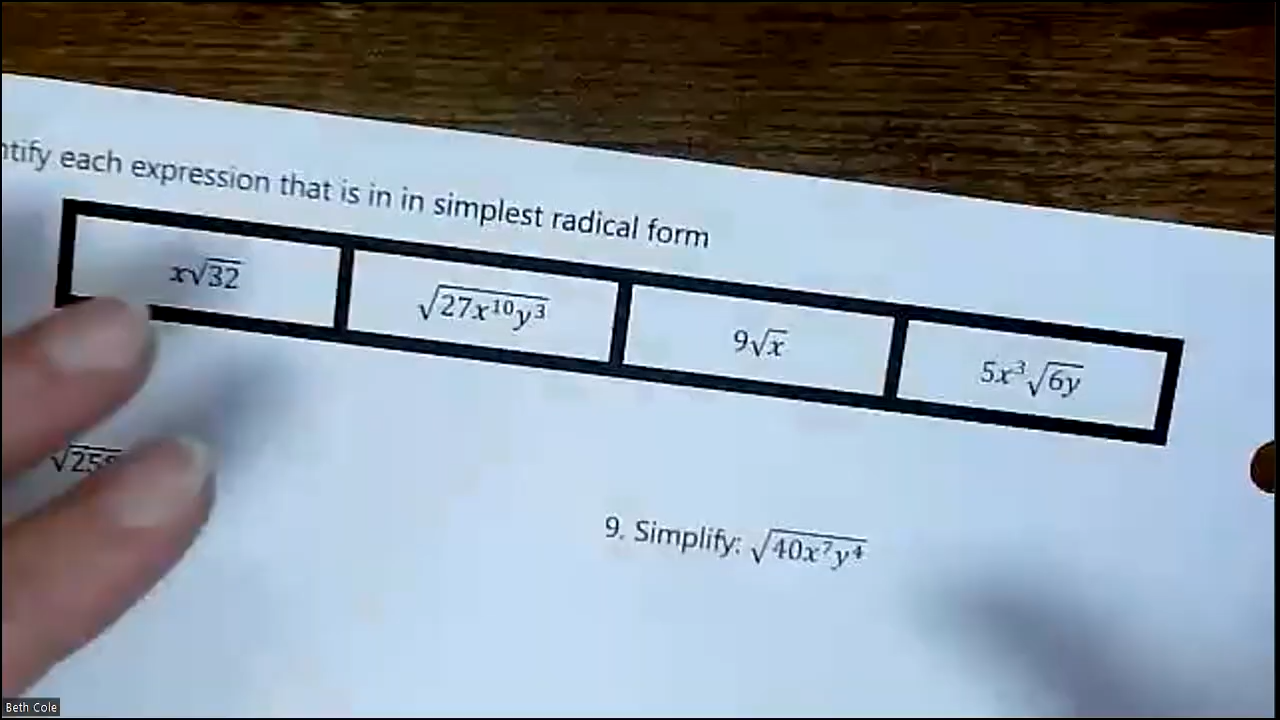 each expression that is in in simplest radical form
x√32
√27x¹⁰y³
9√x
5x³√6y
9. Simplify: √40x⁷y⁴
Beth Cole